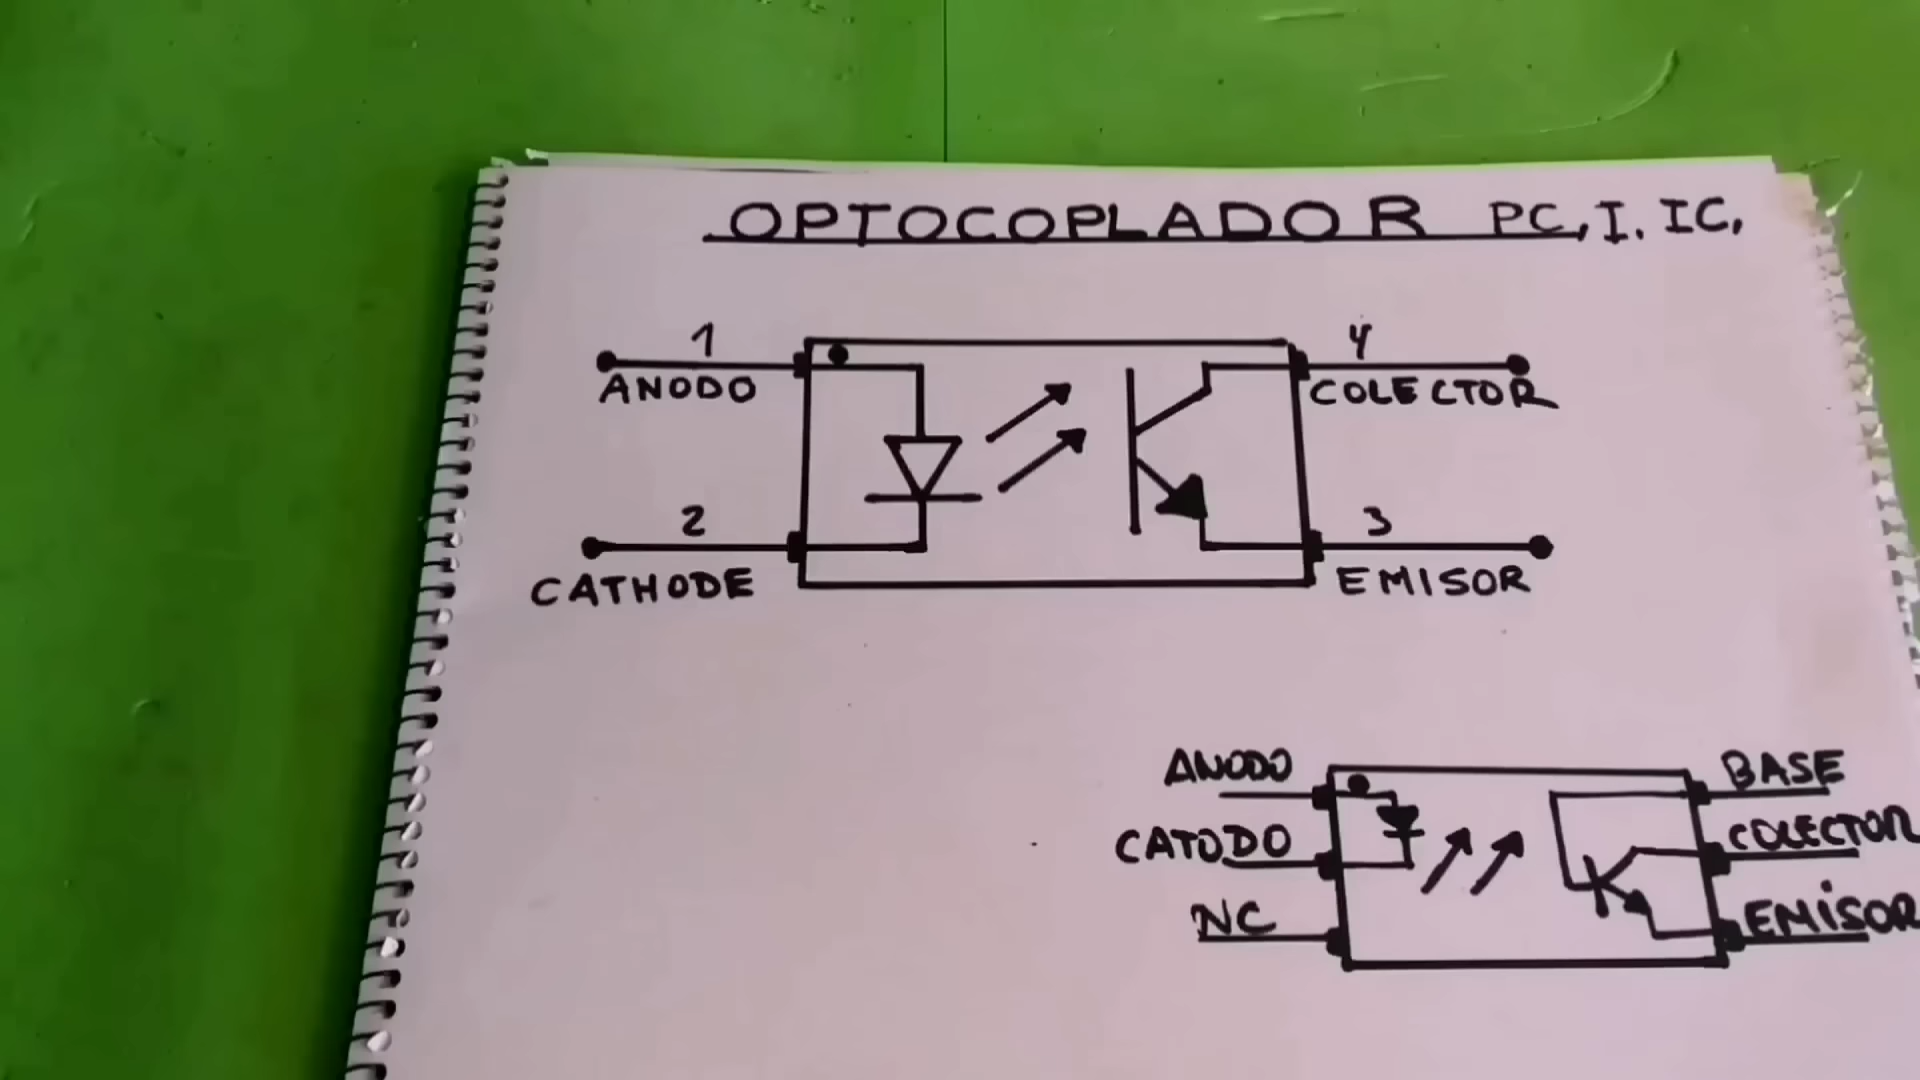 OPTOCOPLADOR PC, I. IC,
1 4
ANODO COLECTOR
2 3
CATHODE EMISOR
ANODO BASE
CATODO COLECTOR
NC EMISOR